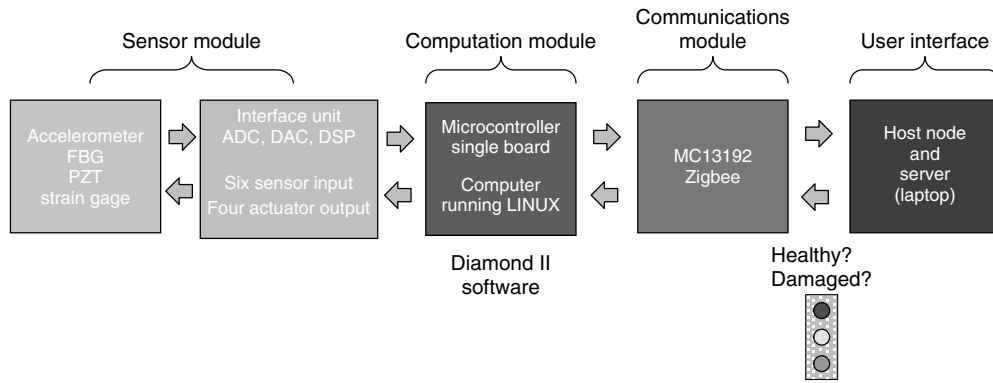 Sensor module
Computation module
Communications
module
User interface
Accelerometer
FBG
PZT
strain gage
Interface unit
ADC, DAC, DSP
Six sensor input
Four actuator output
Microcontroller
single board
Computer
running LINUX
MC13192
Zigbee
Host node
and
server
(laptop)
Diamond II
software
Healthy?
Damaged?